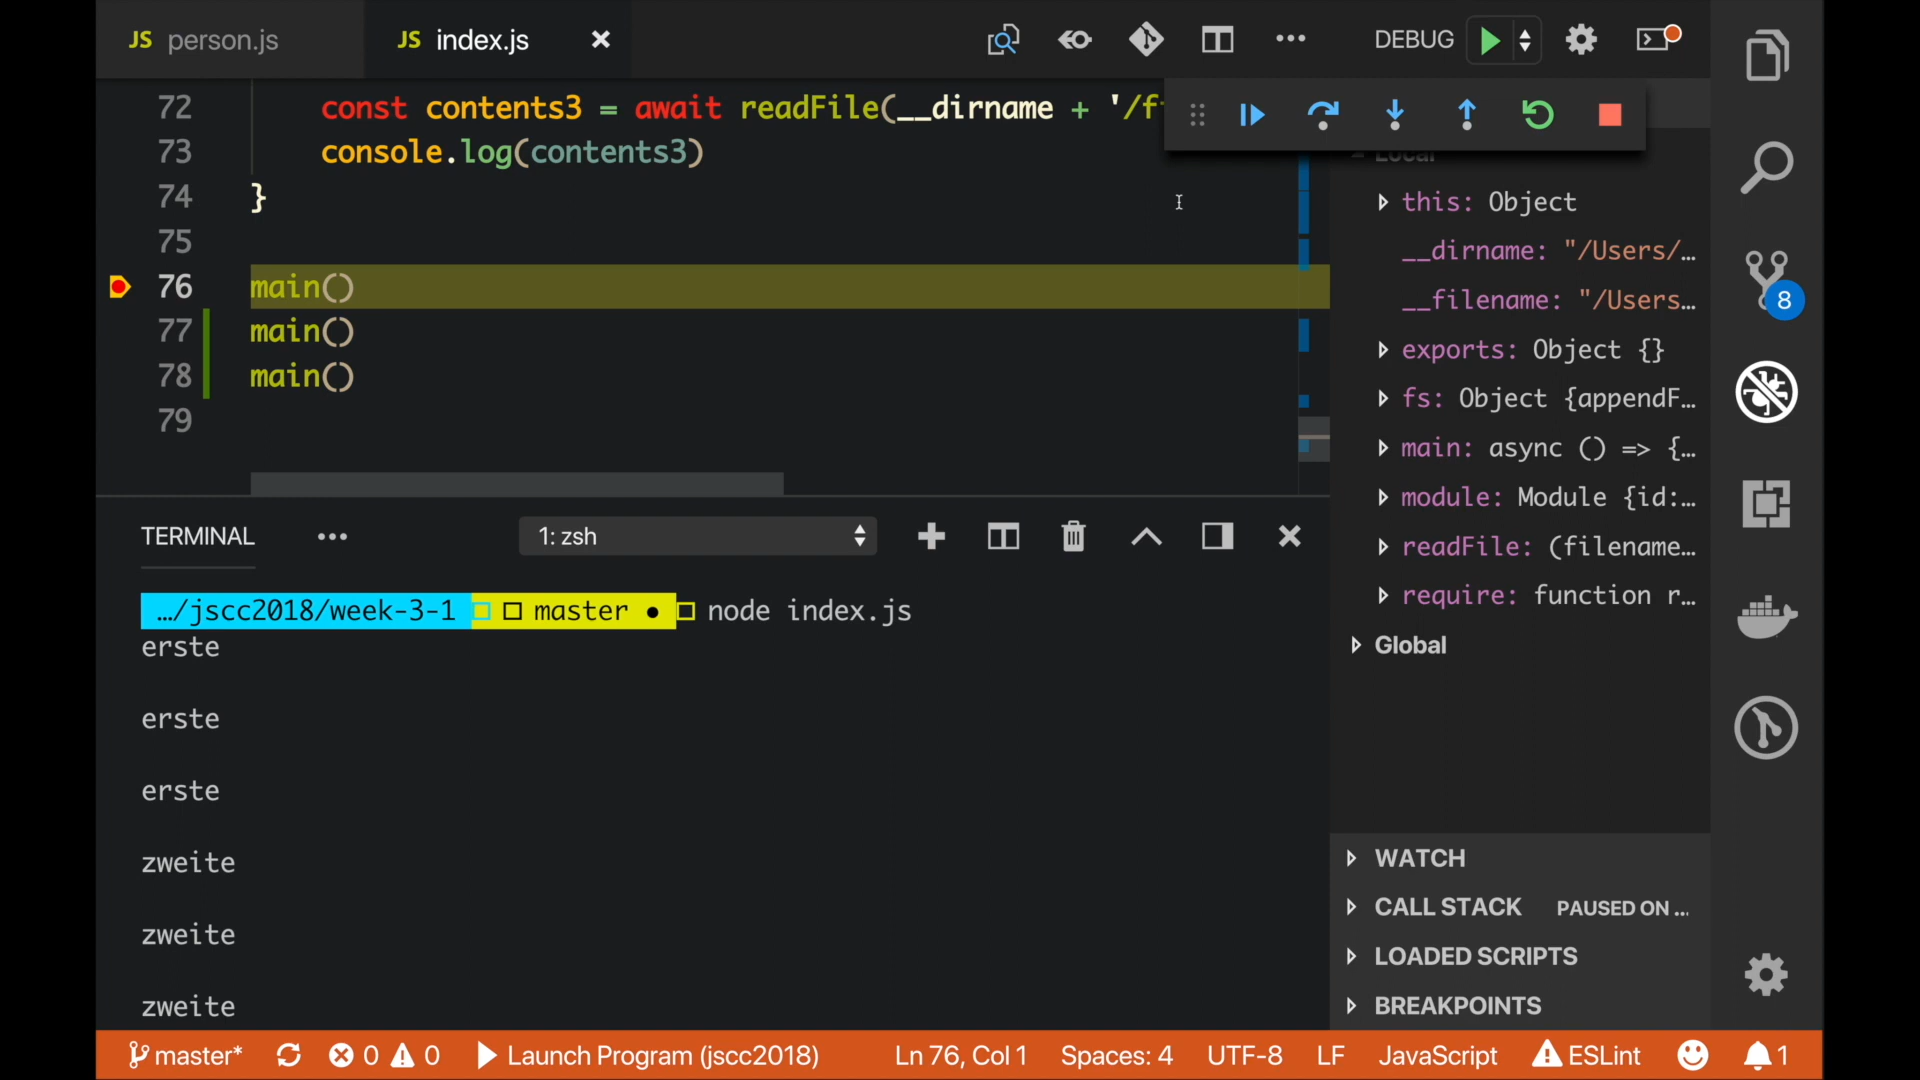 JS person.js
JS index.js
DEBUG
72 const contents3 = await readFile(__dirname + '/f
73 console.log(contents3)
74 }
75
76 main()
77 main()
78 main()
79
Local
this: Object
__dirname: "/Users/…
__filename: "/Users…
exports: Object {}
fs: Object {appendF…
main: async () => {…
module: Module {id:…
readFile: (filename…
require: function r…
Global
8
WATCH
CALL STACK PAUSED ON …
LOADED SCRIPTS
BREAKPOINTS
TERMINAL
1: zsh
…/jscc2018/week-3-1 master ● node index.js
erste
erste
erste
zweite
zweite
zweite
master* 0 0 Launch Program (jscc2018) Ln 76, Col 1 Spaces: 4 UTF-8 LF JavaScript ESLint 1